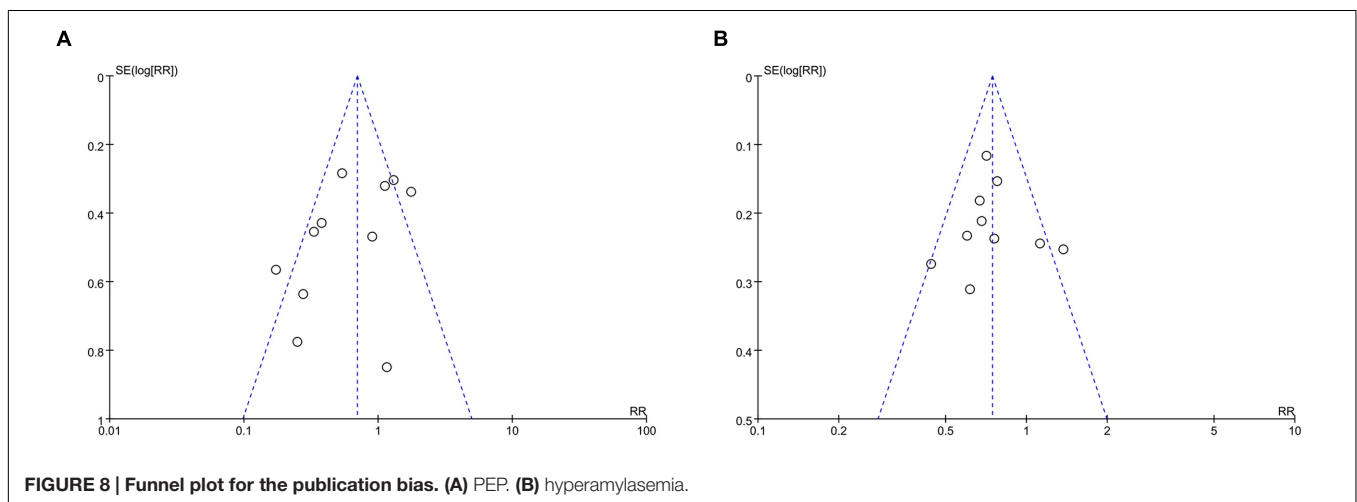 A
SE(log[RR])
0
0.2
0.4
0.6
0.8
1
RR
0.01 0.1 1 10 100
B
SE(log[RR])
0
0.1
0.2
0.3
0.4
0.5
RR
0.1 0.2 0.5 1 2 5 10
FIGURE 8 | Funnel plot for the publication bias. (A) PEP. (B) hyperamylasemia.